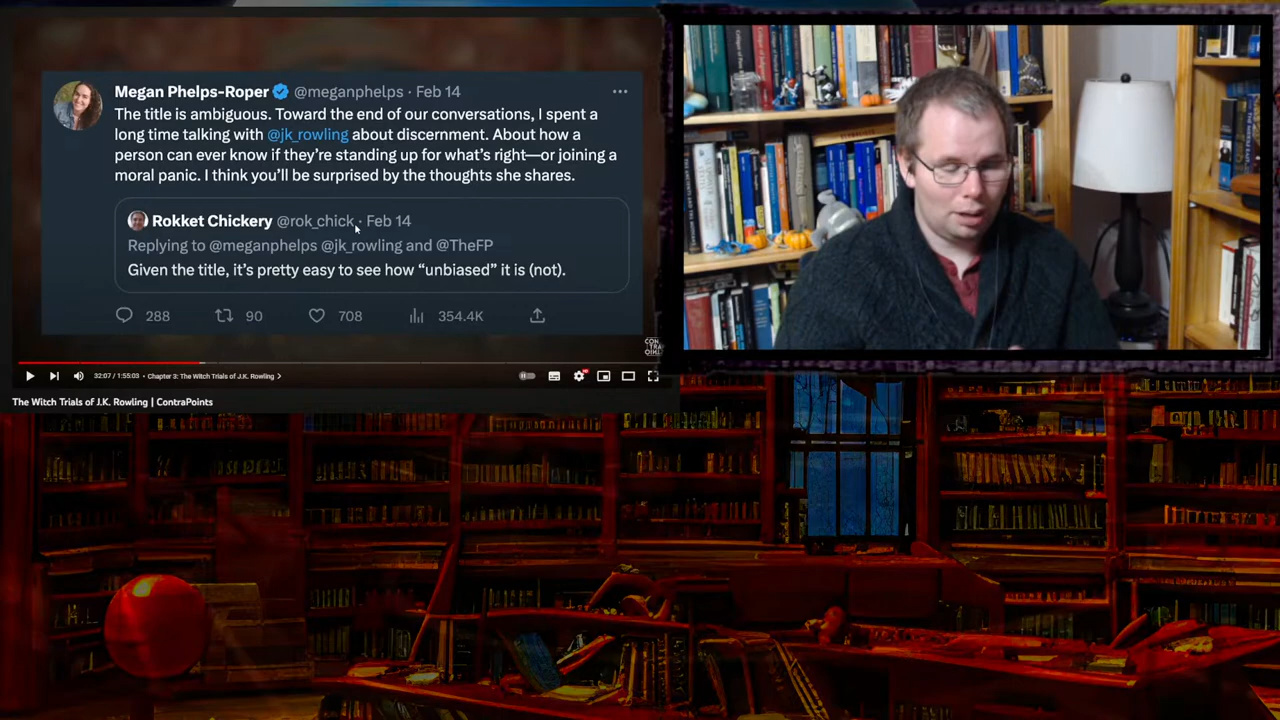 Megan Phelps-Roper @meganphelps · Feb 14
The title is ambiguous. Toward the end of our conversations, I spent a
long time talking with @jk_rowling about discernment. About how a
person can ever know if they're standing up for what's right—or joining a
moral panic. I think you'll be surprised by the thoughts she shares.
Rokket Chickery @rok_chick · Feb 14
Replying to @meganphelps @jk_rowling and @TheFP
Given the title, it's pretty easy to see how “unbiased” it is (not).
288 90 708 354.4K
CONTRA
32:07 / 1:55:03 • Chapter 3: The Witch Trials of J.K. Rowling >
The Witch Trials of J.K. Rowling | ContraPoints